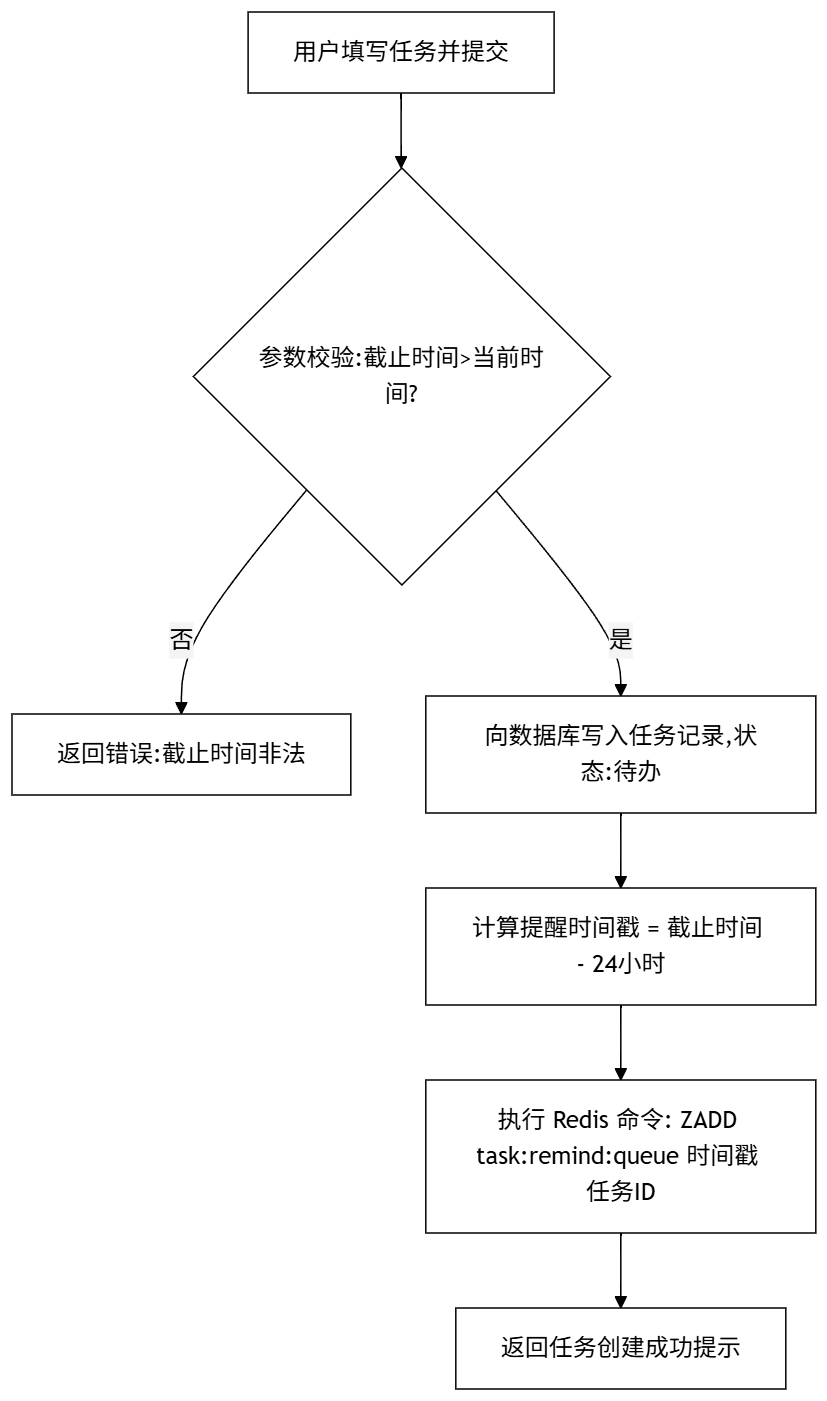 用户填写任务并提交
参数校验:截止时间>当前时
间?
否
是
返回错误:截止时间非法
向数据库写入任务记录,状
态:待办
计算提醒时间戳 = 截止时间
- 24小时
执行 Redis 命令: ZADD
task:remind:queue 时间戳
任务ID
返回任务创建成功提示